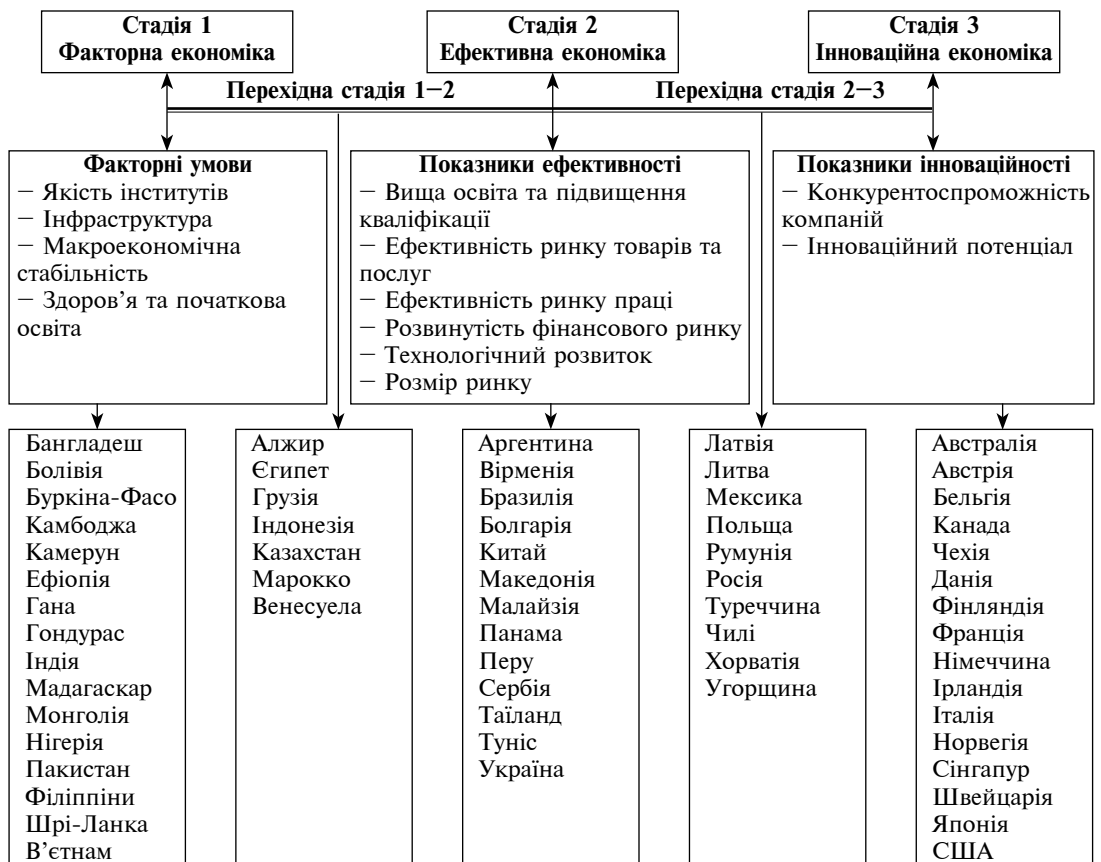 Стадія 1
Факторна економіка
Стадія 2
Ефективна економіка
Стадія 3
Інноваційна економіка
Перехідна стадія 1−2
Перехідна стадія 2−3
Факторні умови
− Якість інститутів
− Інфраструктура
− Макроекономічна
стабільність
− Здоров'я та початкова
освіта
Показники ефективності
− Вища освіта та підвищення
кваліфікації
− Ефективність ринку товарів та
послуг
− Ефективність ринку праці
− Розвинутість фінансового ринку
− Технологічний розвиток
− Розмір ринку
Показники інноваційності
− Конкурентоспроможність
компаній
− Інноваційний потенціал
Бангладеш
Болівія
Буркіна-Фасо
Камбоджа
Камерун
Ефіопія
Гана
Гондурас
Індія
Мадагаскар
Монголія
Нігерія
Пакистан
Філіппіни
Шрі-Ланка
В'єтнам
Алжир
Єгипет
Грузія
Індонезія
Казахстан
Марокко
Венесуела
Аргентина
Вірменія
Бразилія
Болгарія
Китай
Македонія
Малайзія
Панама
Перу
Сербія
Таїланд
Туніс
Україна
Латвія
Литва
Мексика
Польща
Румунія
Росія
Туреччина
Чилі
Хорватія
Угорщина
Австралія
Австрія
Бельгія
Канада
Чехія
Данія
Фінляндія
Франція
Німеччина
Ірландія
Італія
Норвегія
Сінгапур
Швейцарія
Японія
США